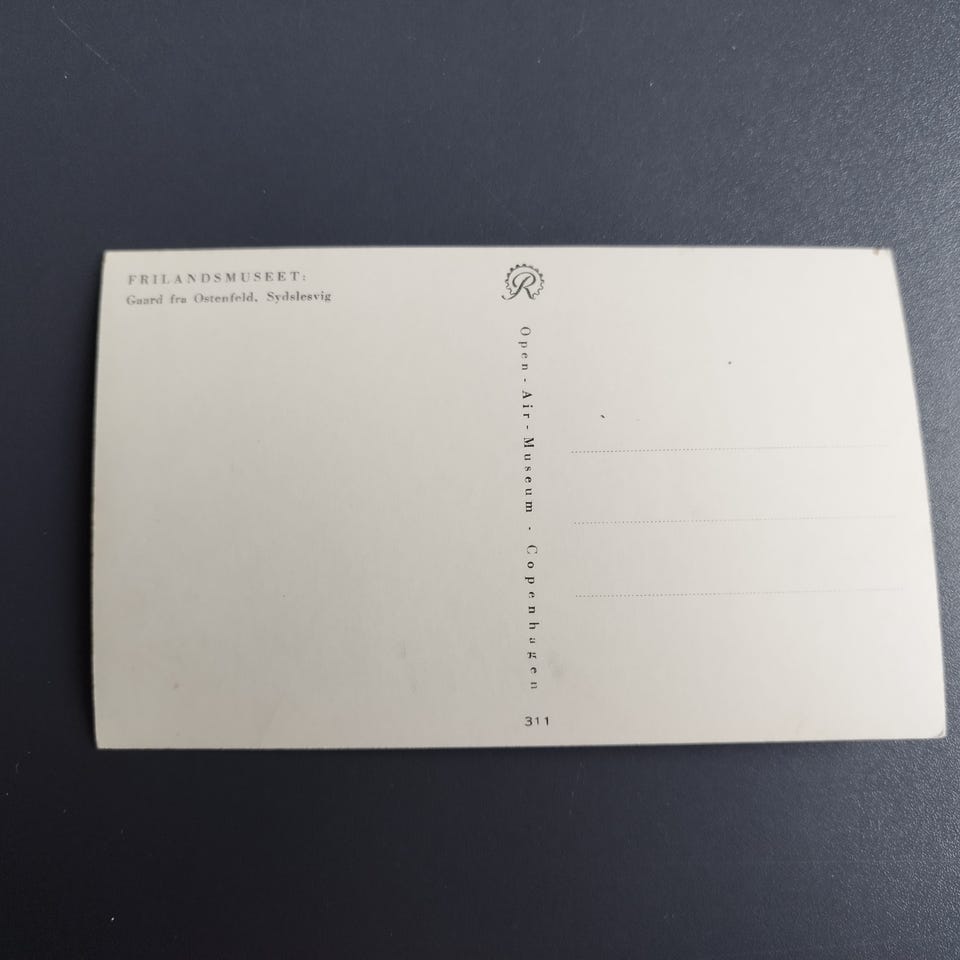 FRILANDSMUSEET:
Gaard fra Ostenfeld, Sydslesvig
R
Open-Air-Museum - Copenhagen
311